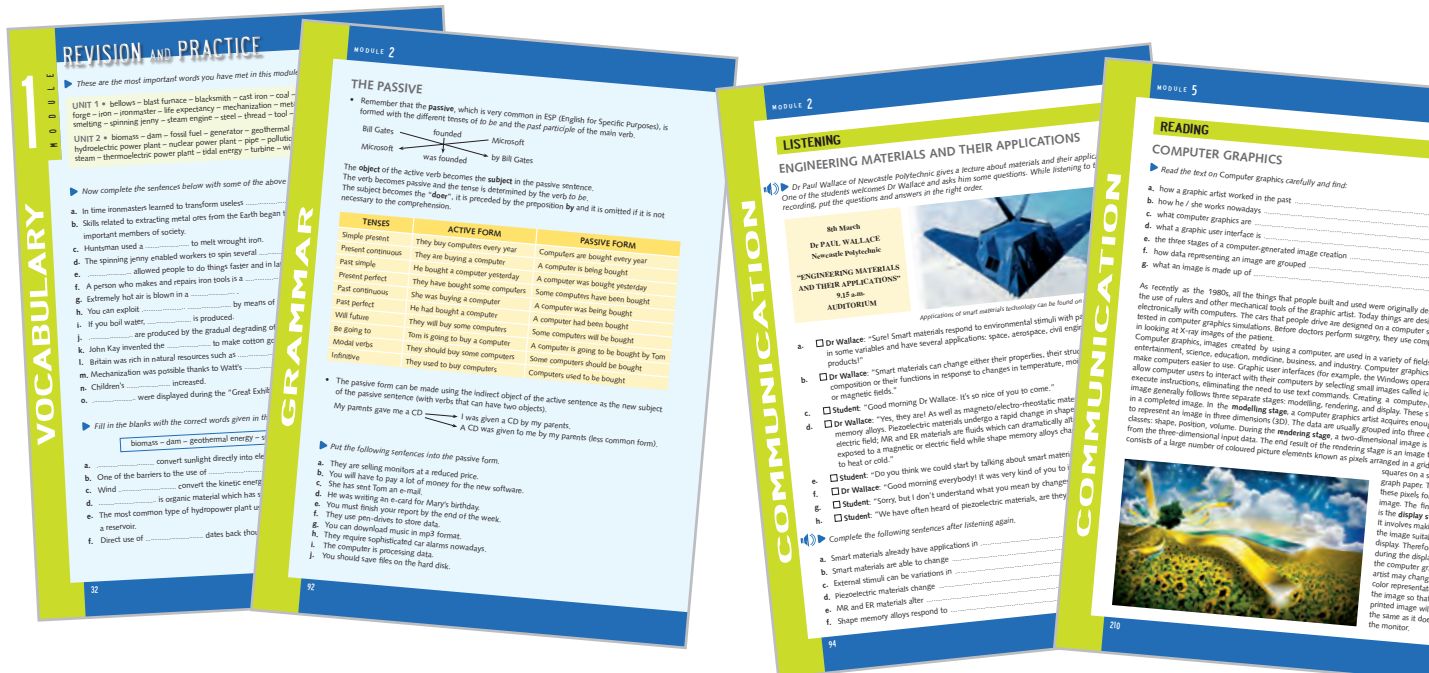 REVISION AND PRACTICE
MODULE 1
VOCABULARY
These are the most important words you have met in this module
UNIT 1 • bellows – blast furnace – blacksmith – cast iron – coal –
forge – iron – ironmaster – life expectancy – mechanization –
smelting – spinning jenny – steam engine – steel – thread – tool –
UNIT 2 • biomass – dam – fossil fuel – generator – geothermal
hydroelectric power plant – nuclear power plant – pipe –
steam – thermoelectric power plant – tidal energy – turbine –
Now complete the sentences below with some of the above
a. In time ironmasters learned to transform useless
b. Skills related to extracting metal ores from the Earth began
important members of society.
c. Huntsman used a to melt wrought iron.
d. The spinning jenny enabled workers to spin several
e. allowed people to do things faster and in
f. A person who makes and repairs iron tools is a
g. Extremely hot air is blown in a .
h. You can exploit by means of
i. If you boil water, is produced.
j. are produced by the gradual degrading of
k. John Kay invented the to make cotton
l. Britain was rich in natural resources such as
m. Mechanization was possible thanks to Watt's
n. Children's increased.
o. were displayed during the "Great
Fill in the blanks with the correct words given in
biomass – dam – geothermal energy –
a. convert sunlight directly into
b. One of the barriers to the use of
c. Wind convert the kinetic
d. is organic material which has
e. The most common type of hydropower plant
a reservoir.
f. Direct use of dates back
32
MODULE 2
GRAMMAR
THE PASSIVE
• Remember that the passive, which is very common in ESP (English for Specific Purposes), is
formed with the different tenses of to be and the past participle of the main verb.
Bill Gates founded Microsoft
Microsoft was founded by Bill Gates
The object of the active verb becomes the subject in the passive sentence.
The verb becomes passive and the tense is determined by the verb to be.
The subject becomes the "doer", it is preceded by the preposition by and it is omitted if it is not
necessary to the comprehension.
TENSES ACTIVE FORM PASSIVE FORM
Simple present They buy computers every year Computers are bought every year
Present continuous They are buying a computer A computer is being bought
Past simple He bought a computer yesterday A computer was bought yesterday
Present perfect They have bought some computers Some computers have been bought
Past continuous She was buying a computer A computer was being bought
Past perfect He had bought a computer A computer had been bought
Will future They will buy some computers Some computers will be bought
Be going to Tom is going to buy a computer A computer is going to be bought by Tom
Modal verbs They should buy some computers Some computers should be bought
Infinitive They used to buy computers Computers used to be bought
• The passive form can be made using the indirect object of the active sentence as the new subject
of the passive sentence (with verbs that can have two objects).
My parents gave me a CD I was given a CD by my parents.
A CD was given to me by my parents (less common form).
Put the following sentences into the passive form.
a. They are selling monitors at a reduced price.
b. You will have to pay a lot of money for the new software.
c. She has sent Tom an e-mail.
d. He was writing an e-card for Mary's birthday.
e. You must finish your report by the end of the week.
f. They use pen-drives to store data.
g. You can download music in mp3 format.
h. They require sophisticated car alarms nowadays.
i. The computer is processing data.
j. You should save files on the hard disk.
92
MODULE 2
COMMUNICATION
LISTENING
ENGINEERING MATERIALS AND THEIR APPLICATIONS
Dr Paul Wallace of Newcastle Polytechnic gives a lecture about materials and their
One of the students welcomes Dr Wallace and asks him some questions. While listening to
recording, put the questions and answers in the right order.
8th March
Dr PAUL WALLACE
Newcastle Polytechnic
"ENGINEERING MATERIALS
AND THEIR APPLICATIONS"
9,15 a.m.
AUDITORIUM
Applications of smart materials technology can be found on
a. Dr Wallace: "Sure! Smart materials respond to environmental stimuli with
in some variables and have several applications: space, aerospace, civil
products!"
b. Dr Wallace: "Smart materials can change either their properties, their
composition or their functions in response to changes in temperature,
or magnetic fields."
c. Student: "Good morning Dr Wallace. It's so nice of you to come."
d. Dr Wallace: "Yes, they are! As well as magneto/electro-rheostatic
memory alloys. Piezoelectric materials undergo a rapid change in shape
electric field; MR and ER materials are fluids which can dramatically
exposed to a magnetic or electric field while shape memory alloys
to heat or cold."
e. Student: "Do you think we could start by talking about smart
f. Dr Wallace: "Good morning everybody! It was very kind of you to
g. Student: "Sorry, but I don't understand what you mean by
h. Student: "We have often heard of piezoelectric materials, are they
Complete the following sentences after listening again.
a. Smart materials already have applications in
b. Smart materials are able to change
c. External stimuli can be variations in
d. Piezoelectric materials change
e. MR and ER materials alter
f. Shape memory alloys respond to
94
MODULE 5
COMMUNICATION
READING
COMPUTER GRAPHICS
Read the text on Computer graphics carefully and find:
a. how a graphic artist worked in the past
b. how he / she works nowadays
c. what computer graphics are
d. what a graphic user interface is
e. the three stages of a computer-generated image creation
f. how data representing an image are grouped
g. what an image is made up of
As recently as the 1980s, all the things that people built and used were originally
the use of rulers and other mechanical tools of the graphic artist. Today things are
electronically with computers. The cars that people drive are designed on a computer
tested in computer graphics simulations. Before doctors perform surgery, they use
in looking at X-ray images of the patient.
Computer graphics, images created by using a computer, are used in a variety of
entertainment, science, education, medicine, business, and industry. Computer
make computers easier to use. Graphic user interfaces (for example, the Windows
allow computer users to interact with their computers by selecting small images called
execute instructions, eliminating the need to use text commands. Creating a
image generally follows three separate stages: modelling, rendering, and display. These
in a completed image. In the modelling stage, a computer graphics artist acquires
to represent an image in three dimensions (3D). The data are usually grouped into three
classes: shape, position, volume. During the rendering stage, a two-dimensional image is
from the three-dimensional input data. The end result of the rendering stage is an image
consists of a large number of coloured picture elements known as pixels arranged in a
squares on a
graph paper.
these pixels
image. The
is the display
It involves
the image
display.
during the
the computer
artist may
color
the image so that
printed image
the same as it
the monitor.
210